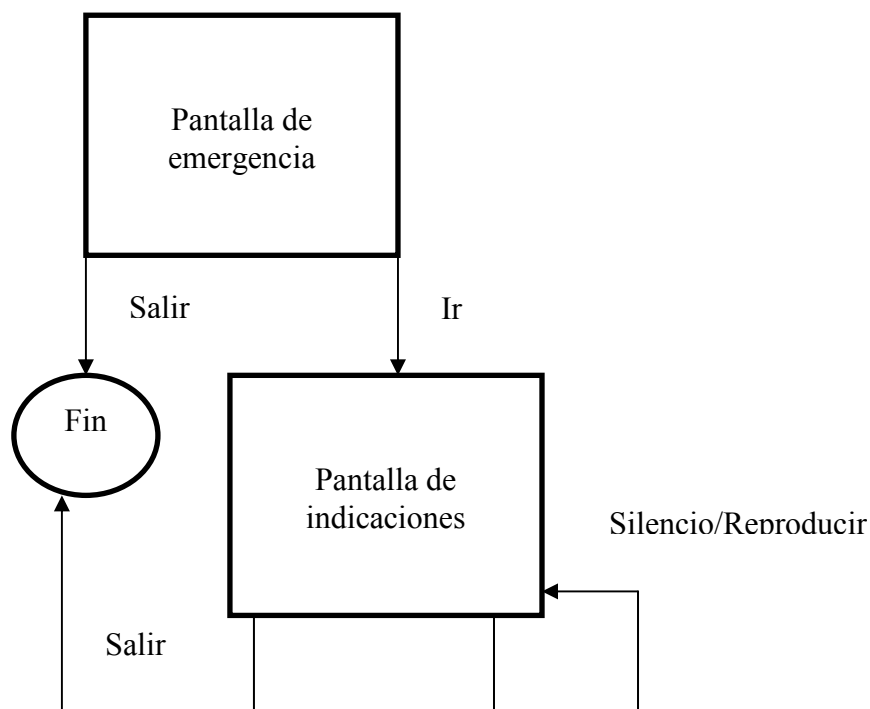 Pantalla de
emergencia
Salir
Ir
Fin
Pantalla de
indicaciones
Silencio/Reproducir
Salir